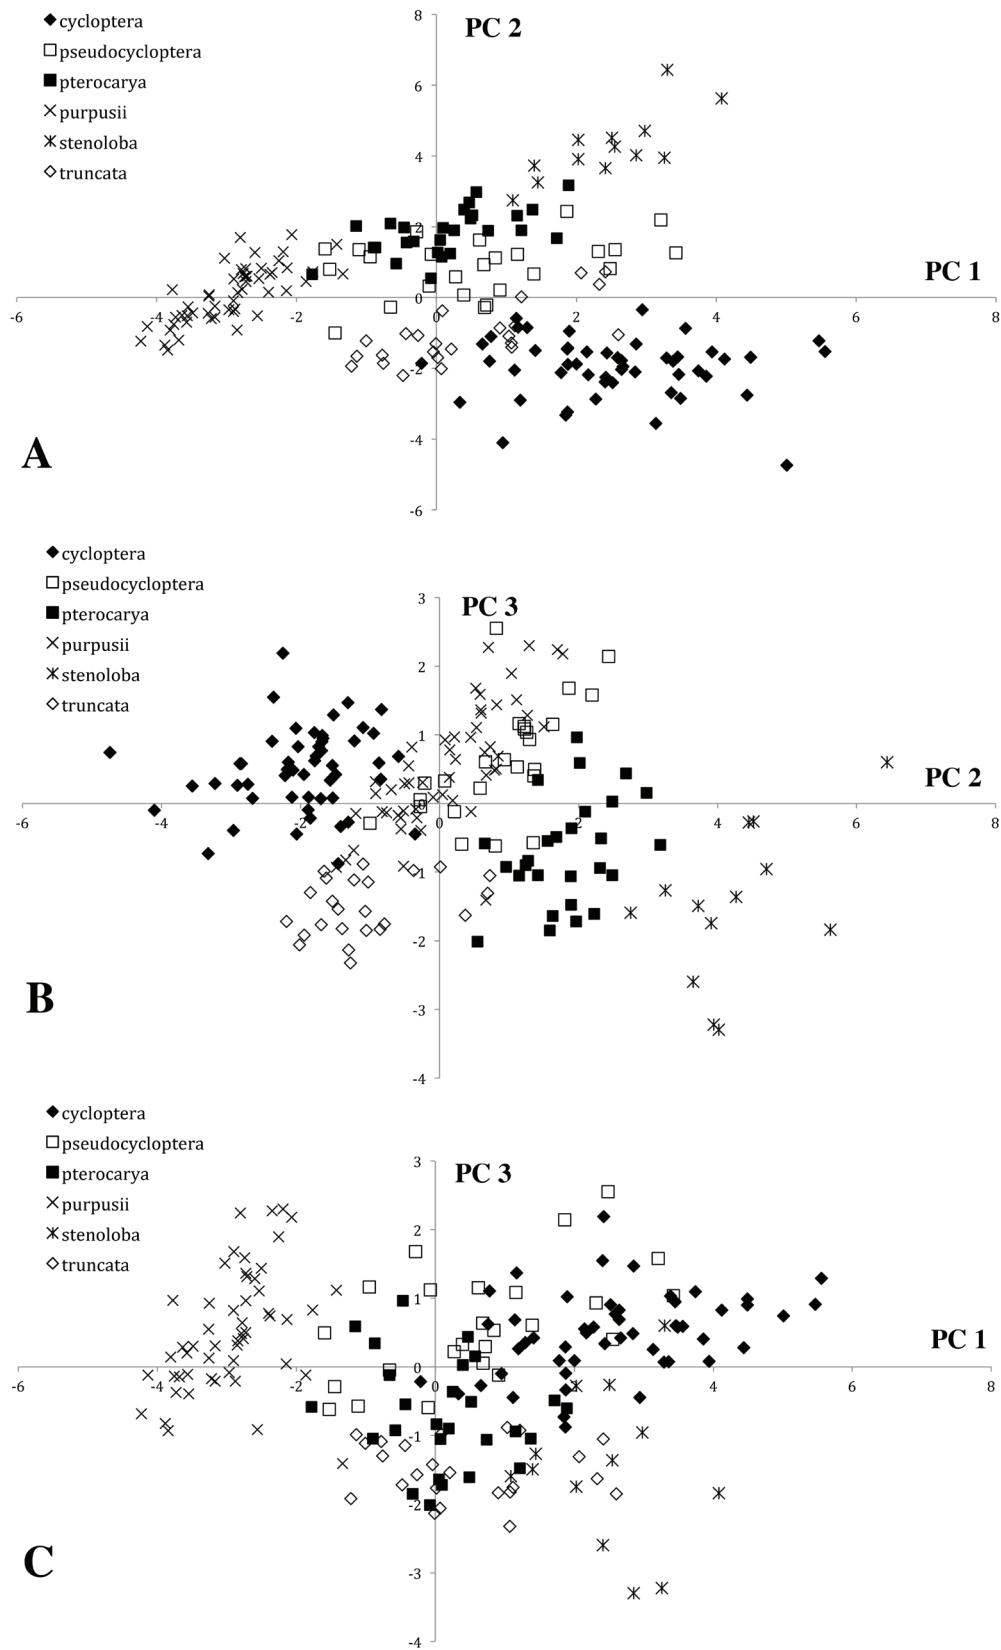 cycloptera
pseudocycloptera
pterocarya
purpusii
stenoloba
truncata
PC 2
8
6
4
2
0
-2
-4
-6
-6
-4
-2
0
2
4
6
8
PC 1
A
cycloptera
pseudocycloptera
pterocarya
purpusii
stenoloba
truncata
PC 3
3
2
1
0
-1
-2
-3
-4
-6
-4
-2
0
2
4
6
8
PC 2
B
cycloptera
pseudocycloptera
pterocarya
purpusii
stenoloba
truncata
PC 3
3
2
1
0
-1
-2
-3
-4
-6
-4
-2
0
2
4
6
8
PC 1
C